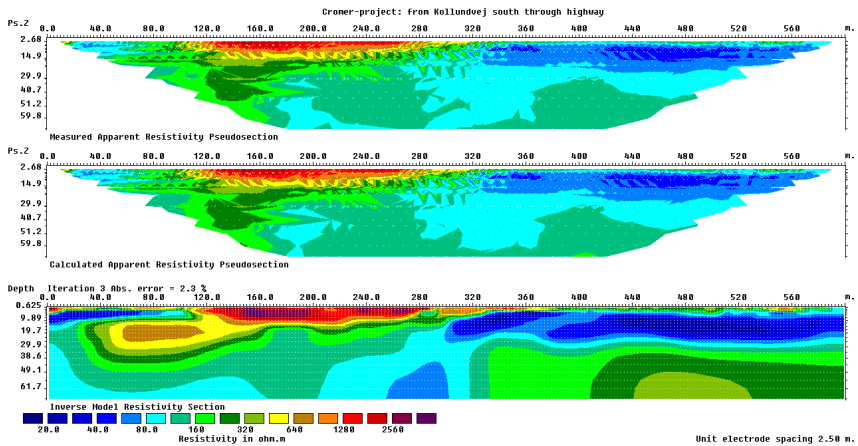 Cromer-project: from Kollundvej south through highway
Ps.Z 0.0 40.0 80.0 120.0 160.0 200.0 240.0 280 320 360 400 440 480 520 560 m.
2.68
14.9
29.9
40.7
51.2
59.8
Measured Apparent Resistivity Pseudosection
Ps.Z 0.0 40.0 80.0 120.0 160.0 200.0 240.0 280 320 360 400 440 480 520 560 m.
2.68
14.9
29.9
40.7
51.2
59.8
Calculated Apparent Resistivity Pseudosection
Depth Iteration 3 Abs. error = 2.3 %
0.0 40.0 80.0 120.0 160.0 200.0 240.0 280 320 360 400 440 480 520 560 m.
0.625
9.89
19.7
29.9
38.6
49.1
61.7
Inverse Model Resistivity Section
20.0 40.0 80.0 160 320 640 1280 2560
Resistivity in ohm.m
Unit electrode spacing 2.50 m.